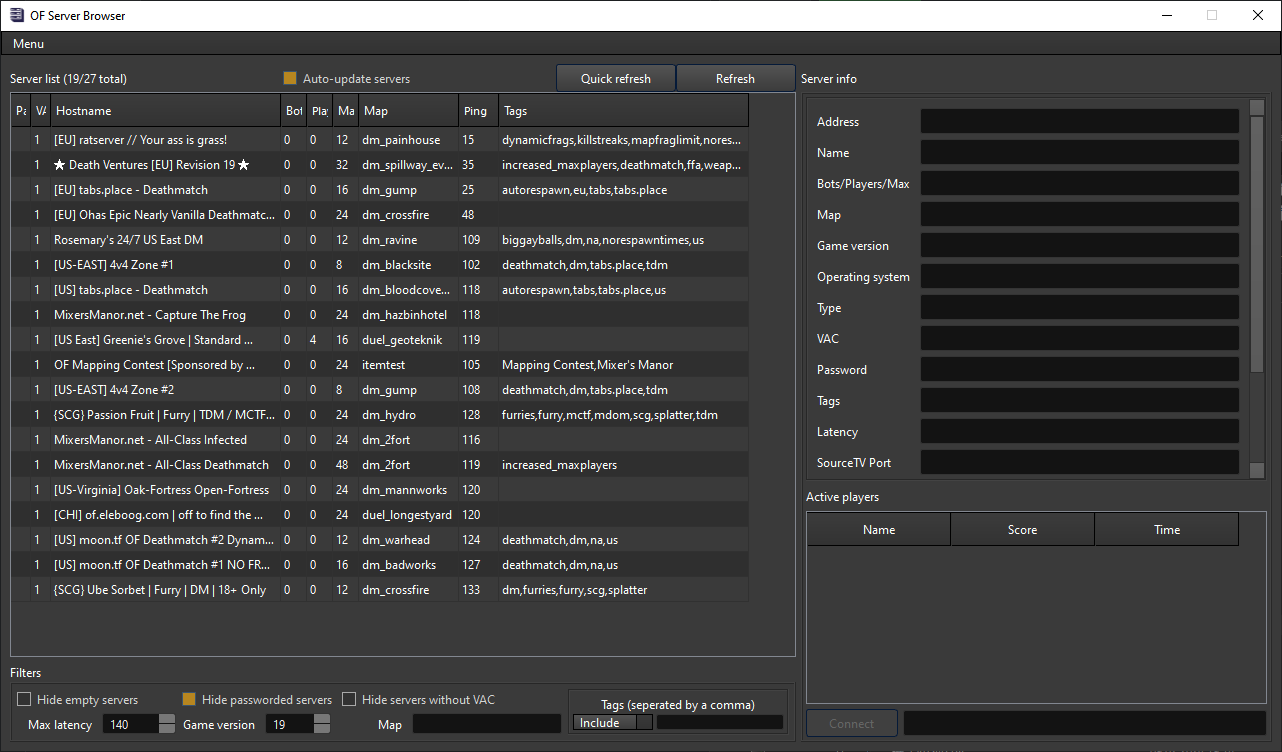 OF Server Browser
Menu
Server list (19/27 total) Auto-update servers Quick refresh Refresh Server info
Pa VA Hostname Bot Play Ma Map Ping Tags
1 [EU] ratserver // Your ass is grass! 0 0 12 dm_painhouse 15 dynamicfrags,killstreaks,mapfraglimit,nores...
1 ★ Death Ventures [EU] Revision 19 ★ 0 0 32 dm_spillway_ev... 35 increased_maxplayers,deathmatch,ffa,weap...
1 [EU] tabs.place - Deathmatch 0 0 16 dm_gump 25 autorespawn,eu,tabs,tabs.place
1 [EU] Ohas Epic Nearly Vanilla Deathmatc... 0 0 24 dm_crossfire 48
1 Rosemary's 24/7 US East DM 0 0 12 dm_ravine 109 biggayballs,dm,na,norespawntimes,us
1 [US-EAST] 4v4 Zone #1 0 0 8 dm_blacksite 102 deathmatch,dm,tabs.place,tdm
1 [US] tabs.place - Deathmatch 0 0 16 dm_bloodcove... 118 autorespawn,tabs,tabs.place,us
1 MixersManor.net - Capture The Frog 0 0 24 dm_hazbinhotel 118
1 [US East] Greenie's Grove | Standard ... 0 4 16 duel_geoteknik 119
1 OF Mapping Contest [Sponsored by ... 0 0 24 itemtest 105 Mapping Contest,Mixer's Manor
1 [US-EAST] 4v4 Zone #2 0 0 8 dm_gump 108 deathmatch,dm,tabs.place,tdm
1 {SCG} Passion Fruit | Furry | TDM / MCTF... 0 0 24 dm_hydro 128 furries,furry,mctf,mdom,scg,splatter,tdm
1 MixersManor.net - All-Class Infected 0 0 24 dm_2fort 116
1 MixersManor.net - All-Class Deathmatch 0 0 48 dm_2fort 119 increased_maxplayers
1 [US-Virginia] Oak-Fortress Open-Fortress 0 0 24 dm_mannworks 120
1 [CHI] of.eleboog.com | off to find the ... 0 0 24 duel_longestyard 120
1 [US] moon.tf OF Deathmatch #2 Dynam... 0 0 12 dm_warhead 124 deathmatch,dm,na,us
1 [US] moon.tf OF Deathmatch #1 NO FR... 0 0 16 dm_badworks 127 deathmatch,dm,na,us
1 {SCG} Ube Sorbet | Furry | DM | 18+ Only 0 0 12 dm_crossfire 133 dm,furries,furry,scg,splatter
Filters
Hide empty servers Hide passworded servers Hide servers without VAC
Max latency 140 Game version 19 Map
Tags (seperated by a comma)
Include
Address
Name
Bots/Players/Max
Map
Game version
Operating system
Type
VAC
Password
Tags
Latency
SourceTV Port
Active players
Name Score Time
Connect